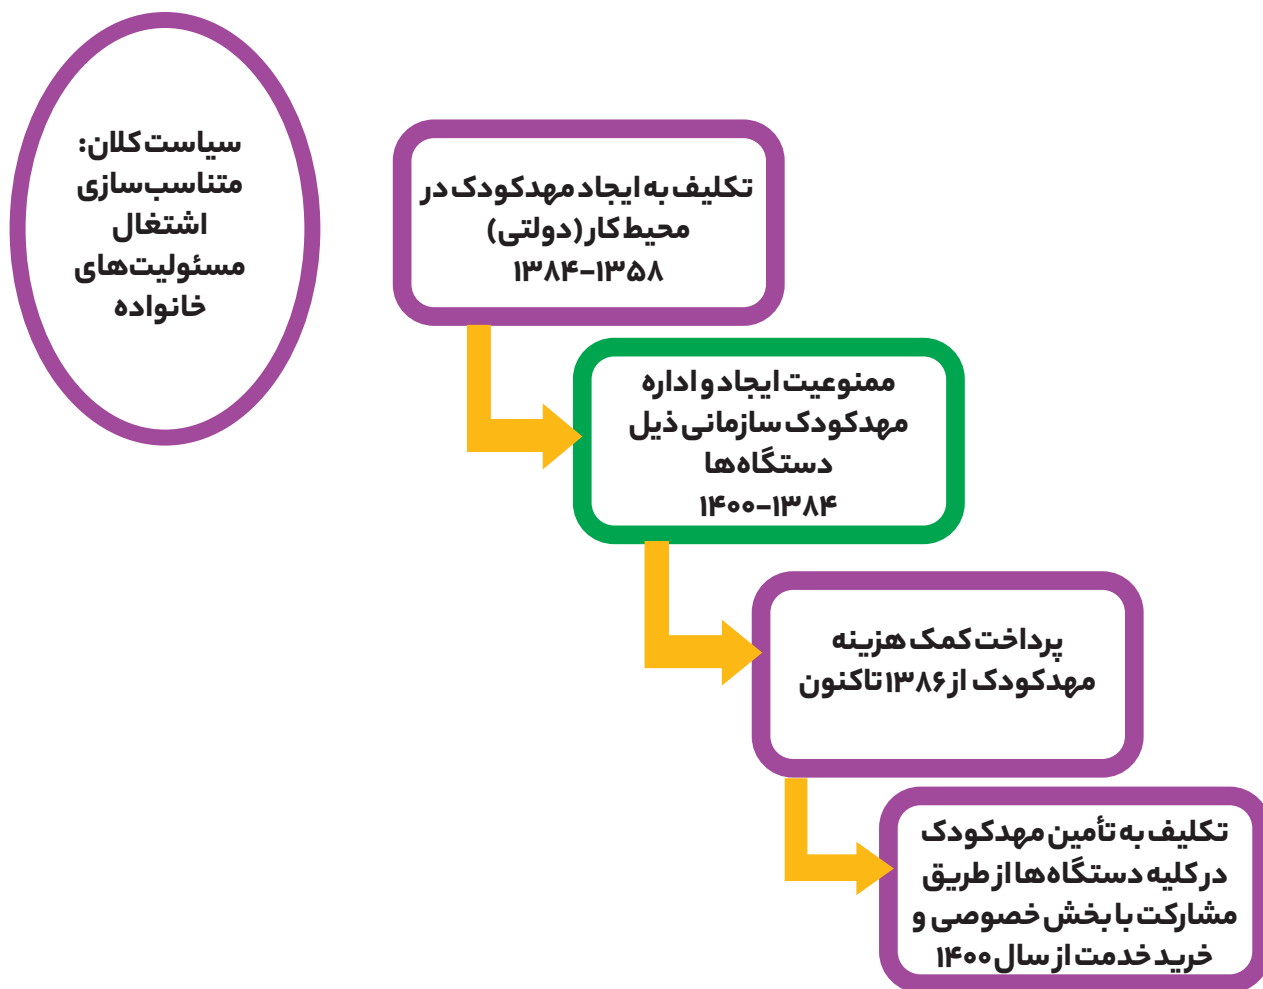 سیاست کلان:
متناسب‌سازی
اشتغال
مسئولیت‌های
خانواده
تکلیف به ایجاد مهدکودک در
محیط کار (دولتی)
۱۳۵۸–۱۳۸۴
ممنوعیت ایجاد و اداره
مهدکودک سازمانی ذیل
دستگاه‌ها
۱۳۸۴–۱۴۰۰
پرداخت کمک هزینه
مهدکودک از ۱۳۸۶ تاکنون
تکلیف به تأمین مهدکودک
در کلیه دستگاه‌ها از طریق
مشارکت با بخش خصوصی و
خرید خدمت از سال ۱۴۰۰